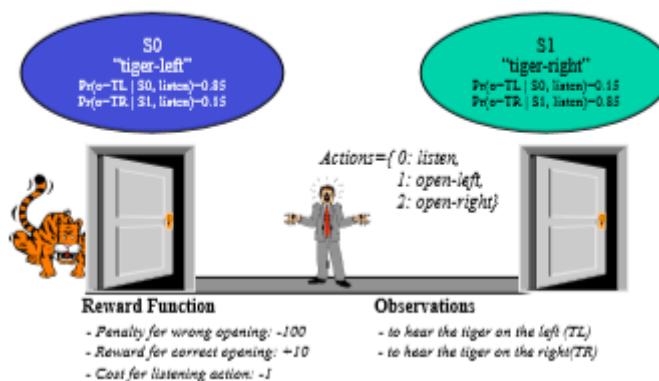 S0
"tiger-left"
Pr(o=TL | S0, listen)=0.85
Pr(o=TR | S1, listen)=0.15
S1
"tiger-right"
Pr(o=TL | S0, listen)=0.15
Pr(o=TR | S1, listen)=0.85
Actions={ 0: listen,
1: open-left,
2: open-right}
Reward Function
- Penalty for wrong opening: -100
- Reward for correct opening: +10
- Cost for listening action: -1
Observations
- to hear the tiger on the left (TL)
- to hear the tiger on the right(TR)